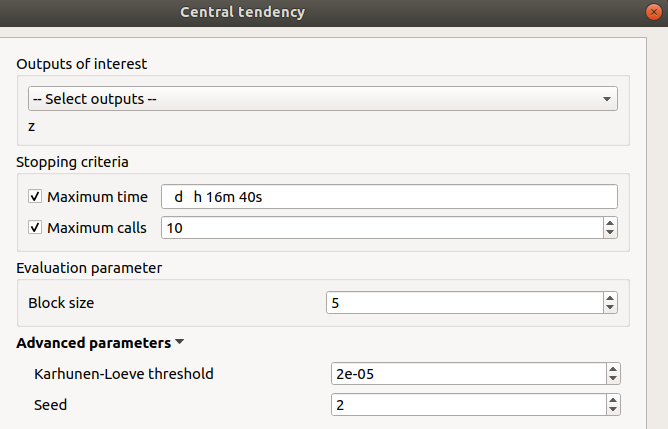 Central tendency
Outputs of interest
-- Select outputs --
z
Stopping criteria
Maximum time d h 16m 40s
Maximum calls 10
Evaluation parameter
Block size 5
Advanced parameters
Karhunen-Loeve threshold 2e-05
Seed 2